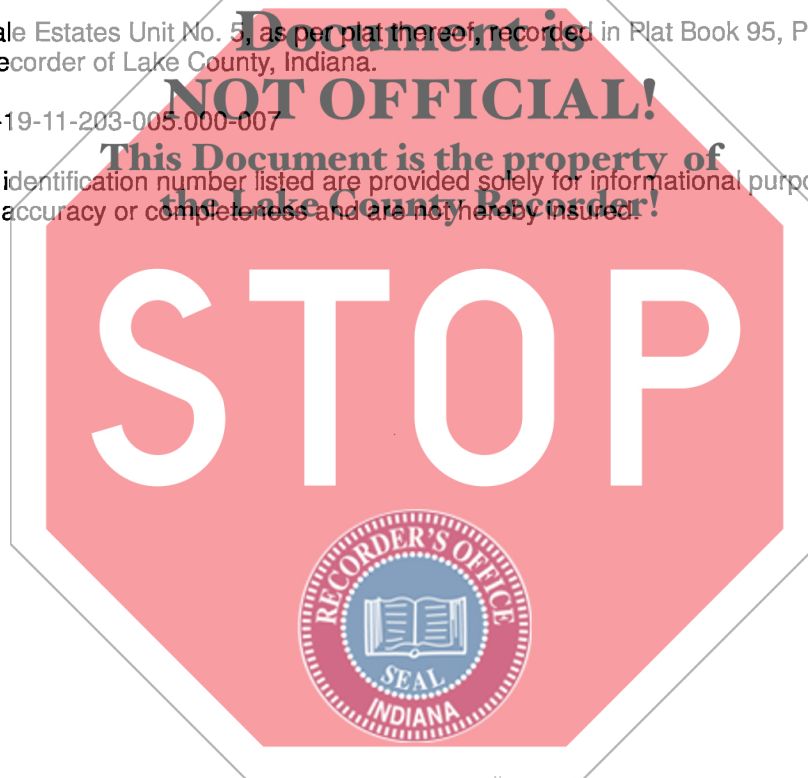 Document is
ale Estates Unit No. 5, as per plat thereof, recorded in Plat Book 95, P
ecorder of Lake County, Indiana.
NOT OFFICIAL!
-19-11-203-005.000-007
This Document is the property of
identification number listed are provided solely for informational purpo
the Lake County Recorder!
accuracy or completeness and are not hereby insured.
STOP
RECORDER'S OFFICE
SEAL
INDIANA